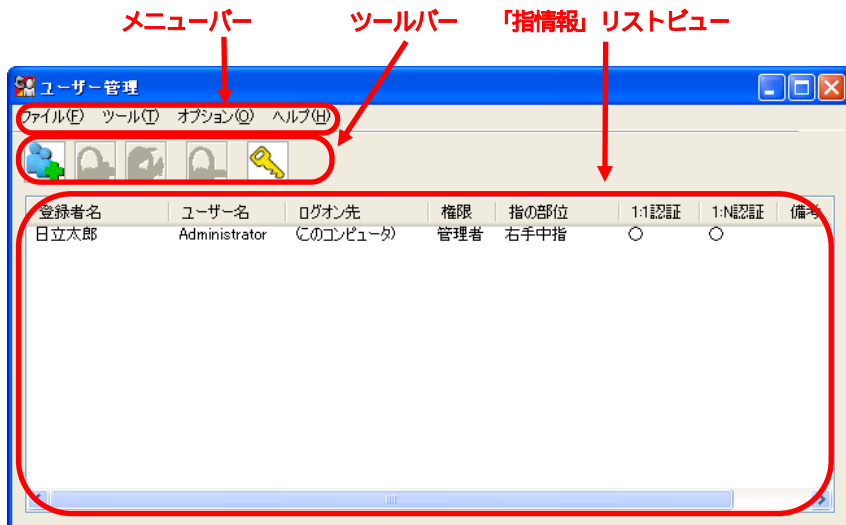 メニューバー ツールバー 「指情報」リストビュー
ユーザー管理
ファイル(F) ツール(T) オプション(O) ヘルプ(H)
登録者名 ユーザー名 ログオン先 権限 指の部位 1:1認証 1:N認証 備考
日立太郎 Administrator (このコンピュータ) 管理者 右手中指 ○ ○